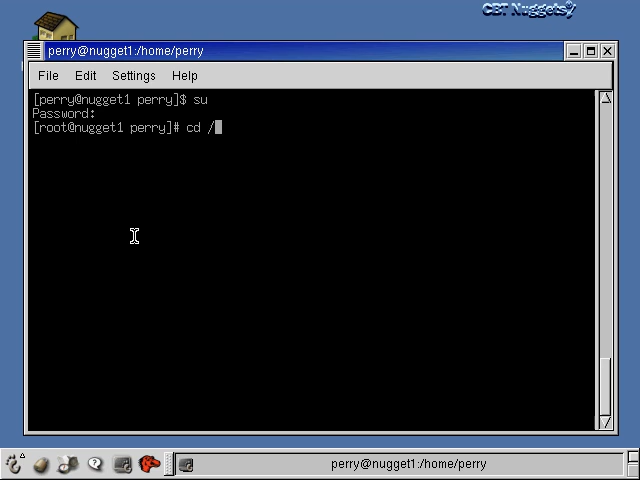 CBT Nuggets
perry@nugget1:/home/perry
File Edit Settings Help
[perry@nugget1 perry]$ su
Password:
[root@nugget1 perry]# cd /
perry@nugget1:/home/perry